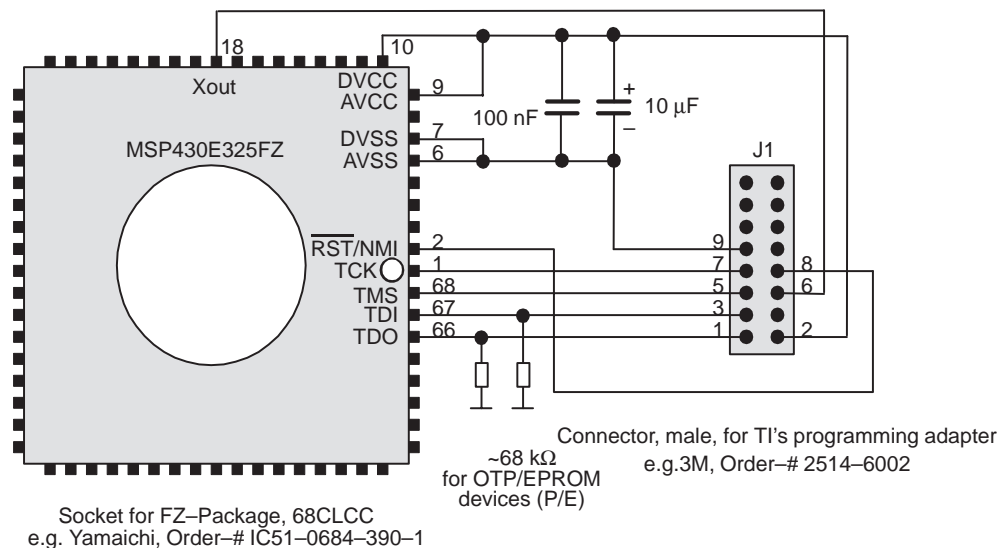 18
10
Xout
DVCC
AVCC
9
100 nF
+
10 μF
–
DVSS
7
AVSS
6
MSP430E325FZ
J1
RST/NMI
2
9
TCK
1
7
8
TMS
68
5
6
TDI
67
3
TDO
66
1
2
Connector, male, for TI's programming adapter
e.g.3M, Order–# 2514–6002
~68 kΩ
for OTP/EPROM
devices (P/E)
Socket for FZ–Package, 68CLCC
e.g. Yamaichi, Order–# IC51–0684–390–1